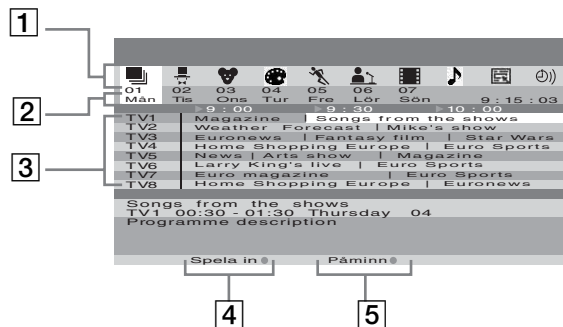 1
01 02 03 04 05 06 07
2
Mån Tis Ons Tur Fre Lör Sön 9 : 15 : 03
9 : 00 9 : 30 10 : 00
3
TV1 Magazine | Songs from the shows
TV2 Weather Forecast | Mike's show
TV3 Euronews | Fantasy film | Star Wars
TV4 Home Shopping Europe | Euro Sports
TV5 News | Arts show | Magazine
TV6 Larry King's live | Euro Sports
TV7 Euro magazine | Euro Sports
TV8 Home Shopping Europe | Euronews
Songs from the shows
TV1 00:30 - 01:30 Thursday 04
Programme description
Spela in Påminn
4 5